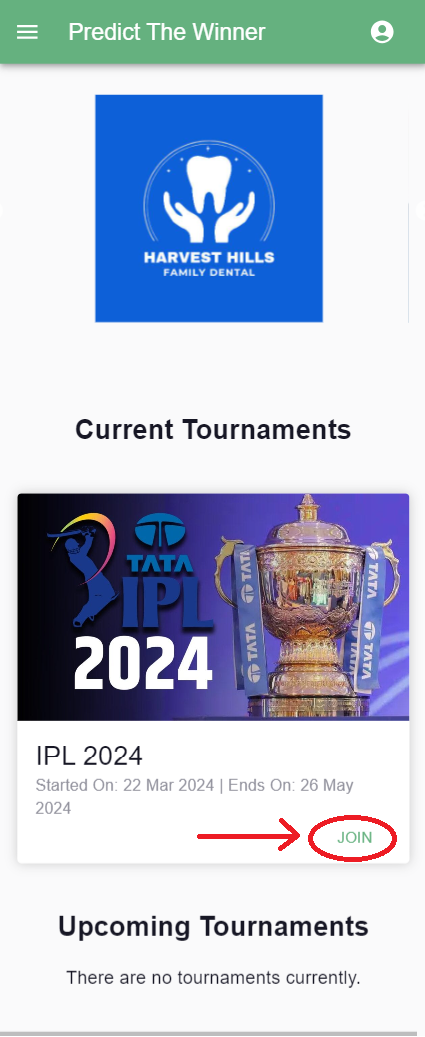 Predict The Winner
HARVEST HILLS
FAMILY DENTAL
Current Tournaments
TATA
IPL
2024
TATA
TATA
TATA
TATA
IPL 2024
Started On: 22 Mar 2024 | Ends On: 26 May
2024
JOIN
Upcoming Tournaments
There are no tournaments currently.